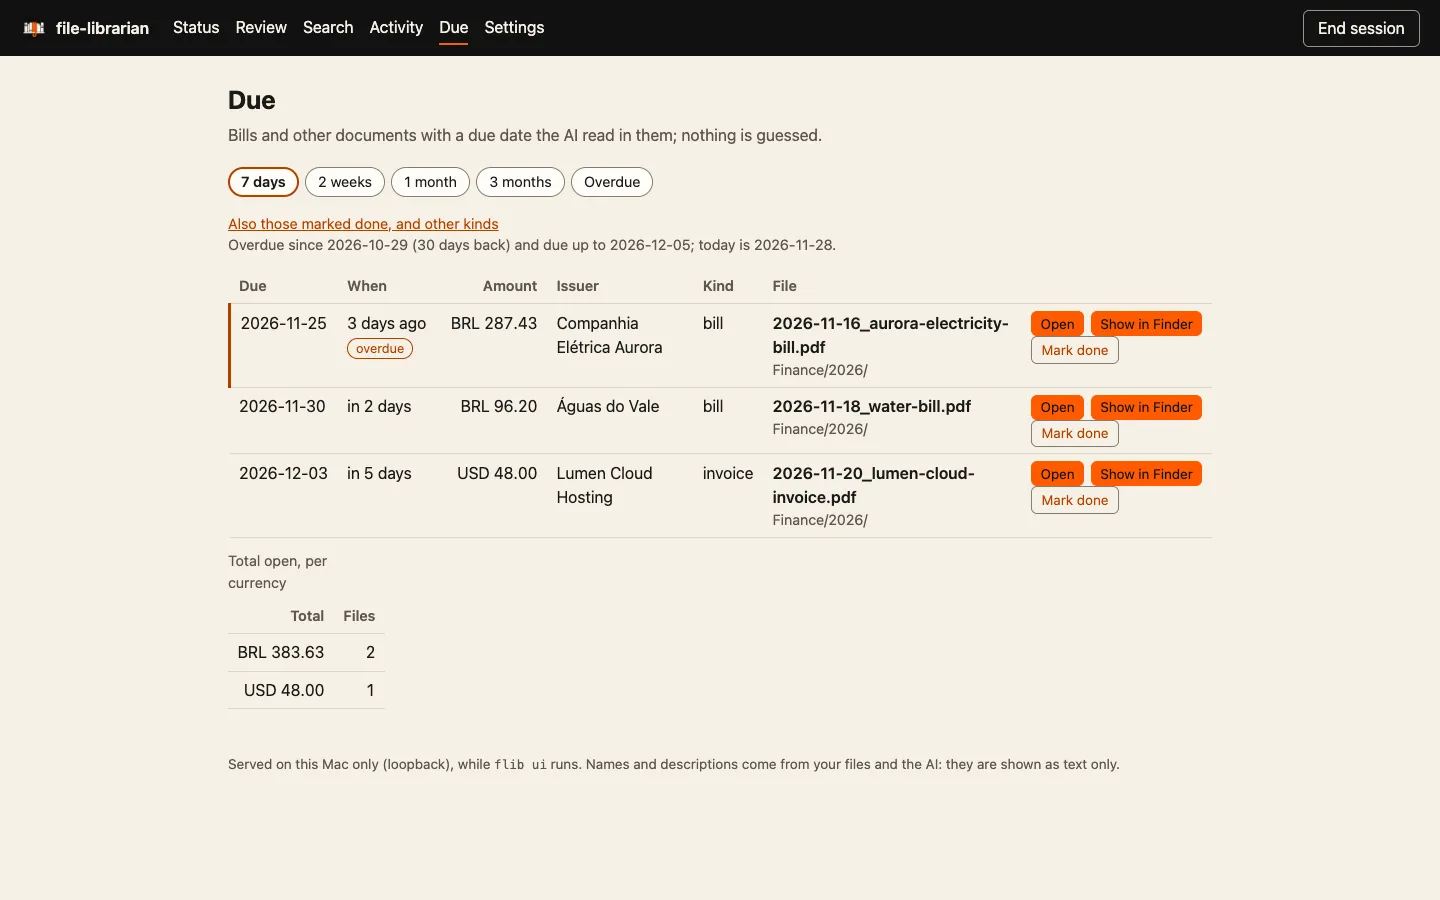 file-librarian Status Review Search Activity Due Settings End session
Due
Bills and other documents with a due date the AI read in them; nothing is guessed.
7 days 2 weeks 1 month 3 months Overdue
Also those marked done, and other kinds
Overdue since 2026-10-29 (30 days back) and due up to 2026-12-05; today is 2026-11-28.
Due When Amount Issuer Kind File
2026-11-25 3 days ago BRL 287.43 Companhia bill 2026-11-16_aurora-electricity- Open Show in Finder
overdue Elétrica Aurora bill.pdf Mark done
Finance/2026/
2026-11-30 in 2 days BRL 96.20 Águas do Vale bill 2026-11-18_water-bill.pdf Open Show in Finder
Finance/2026/ Mark done
2026-12-03 in 5 days USD 48.00 Lumen Cloud invoice 2026-11-20_lumen-cloud- Open Show in Finder
Hosting invoice.pdf Mark done
Finance/2026/
Total open, per
currency
Total Files
BRL 383.63 2
USD 48.00 1
Served on this Mac only (loopback), while flib ui runs. Names and descriptions come from your files and the AI: they are shown as text only.